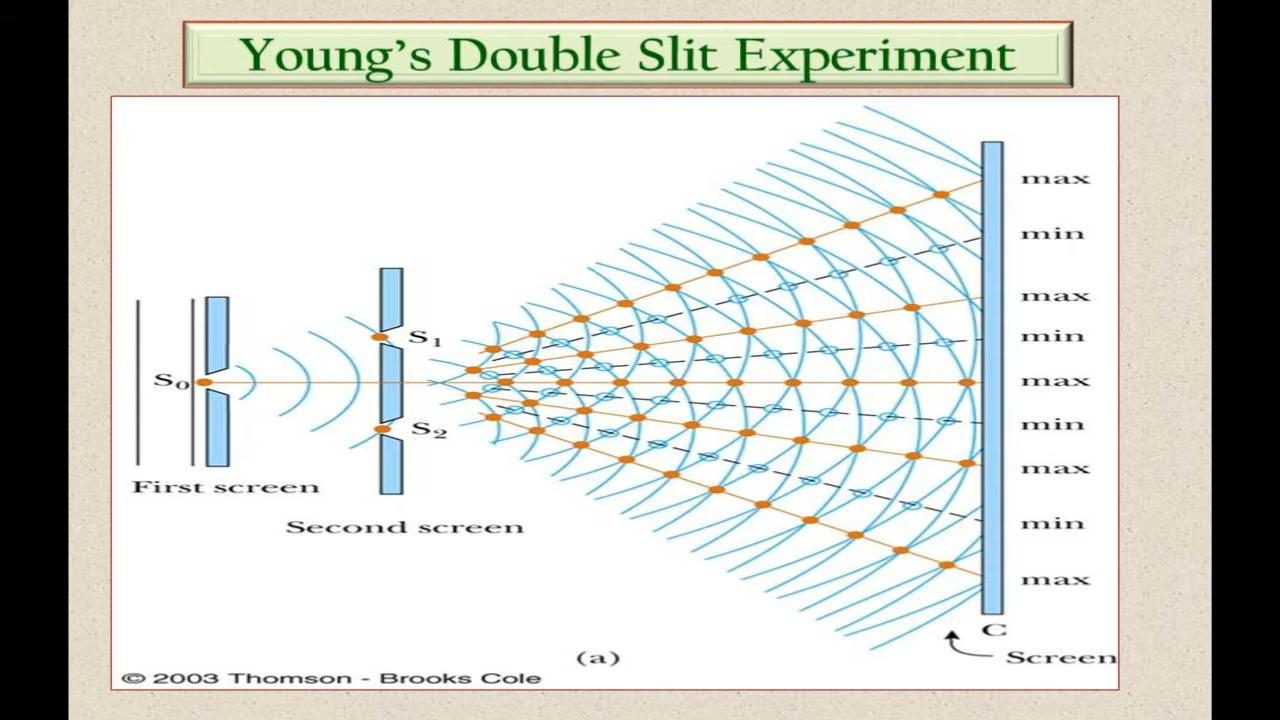 Young's Double Slit Experiment
max
min
max
S₁
min
S₀
max
S₂
min
max
First screen
Second screen
min
max
C
(a)
Screen
© 2003 Thomson - Brooks Cole